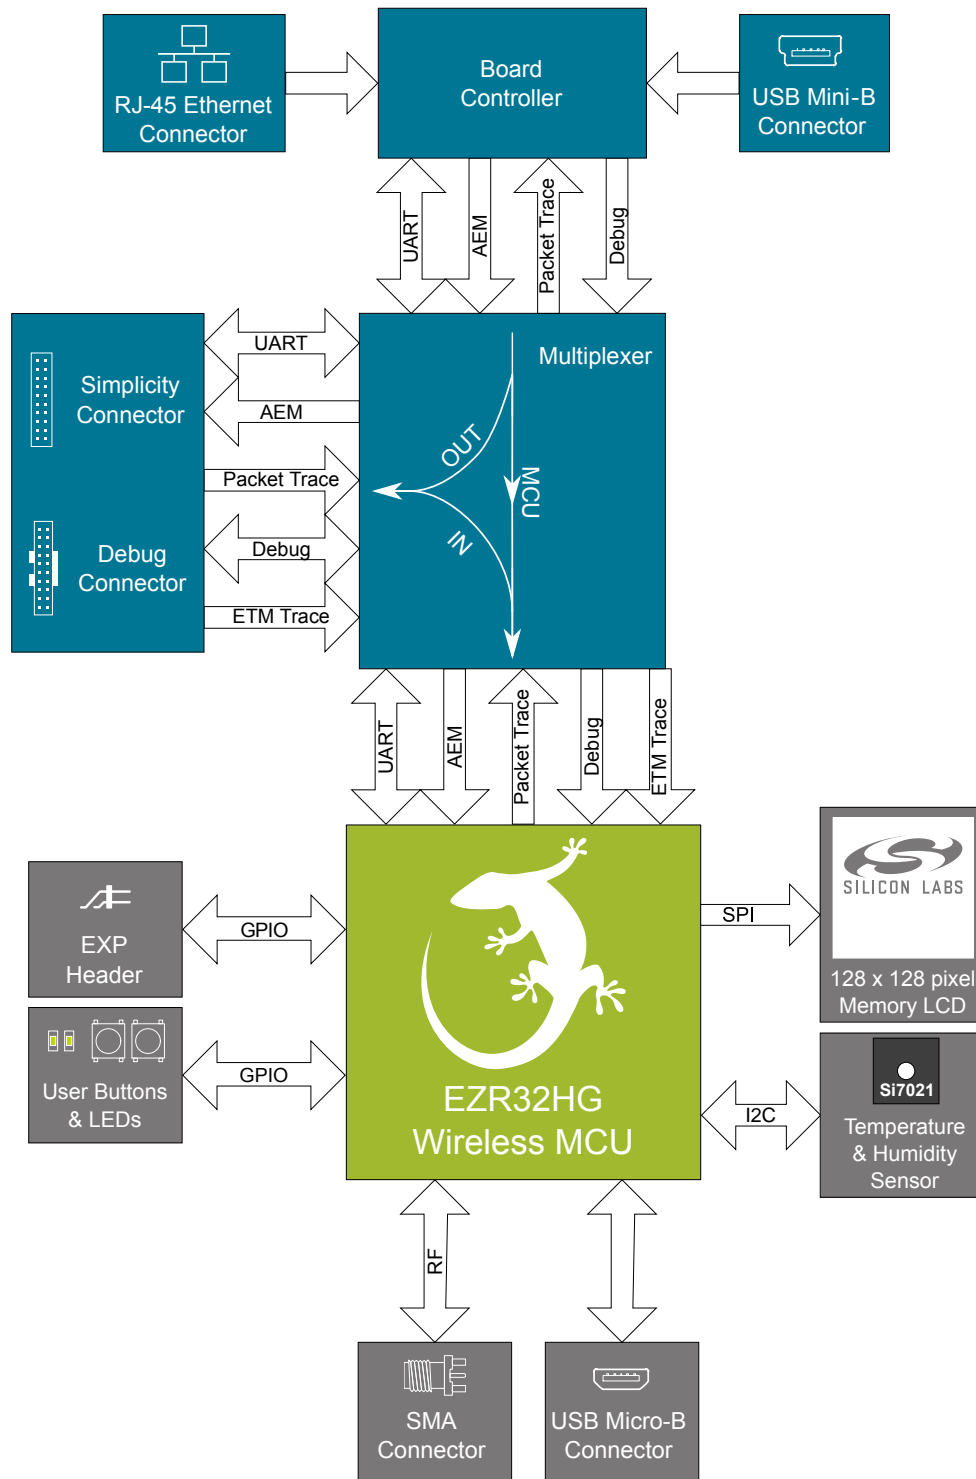 RJ-45 Ethernet
Connector
Board
Controller
USB Mini-B
Connector
UART
AEM
Packet Trace
Debug
Simplicity
Connector
Debug
Connector
UART
AEM
Packet Trace
Debug
ETM Trace
Multiplexer
OUT
MCU
IN
UART
AEM
Packet Trace
Debug
ETM Trace
EXP
Header
GPIO
User Buttons
& LEDs
GPIO
EZR32HG
Wireless MCU
SPI
SILICON LABS
128 x 128 pixel
Memory LCD
I2C
Si7021
Temperature
& Humidity
Sensor
RF
SMA
Connector
USB Micro-B
Connector